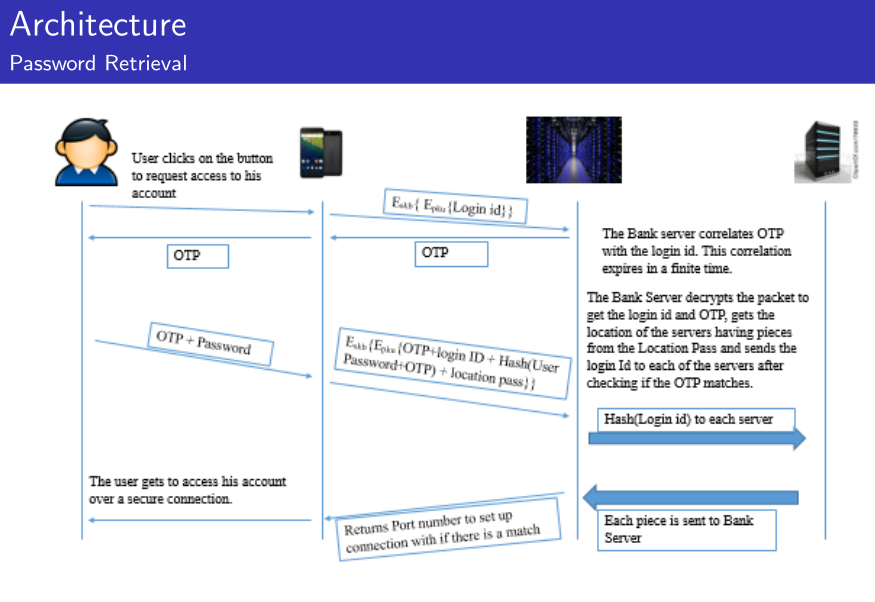 Architecture
Password Retrieval
User clicks on the button
to request access to his
account
E {E {Login id}}
OTP
OTP
The Bank server correlates OTP
with the login id. This correlation
expires in a finite time.
The Bank Server decrypts the packet to
get the login id and OTP, gets the
location of the servers having pieces
from the Location Pass and sends the
login Id to each of the servers after
checking if the OTP matches.
OTP + Password
E {E {OTP+login ID + Hash(User
Password+OTP) + location pass}}
Hash(Login id) to each server
The user gets to access his account
over a secure connection.
Returns Port number to set up
connection with if there is a match
Each piece is sent to Bank
Server